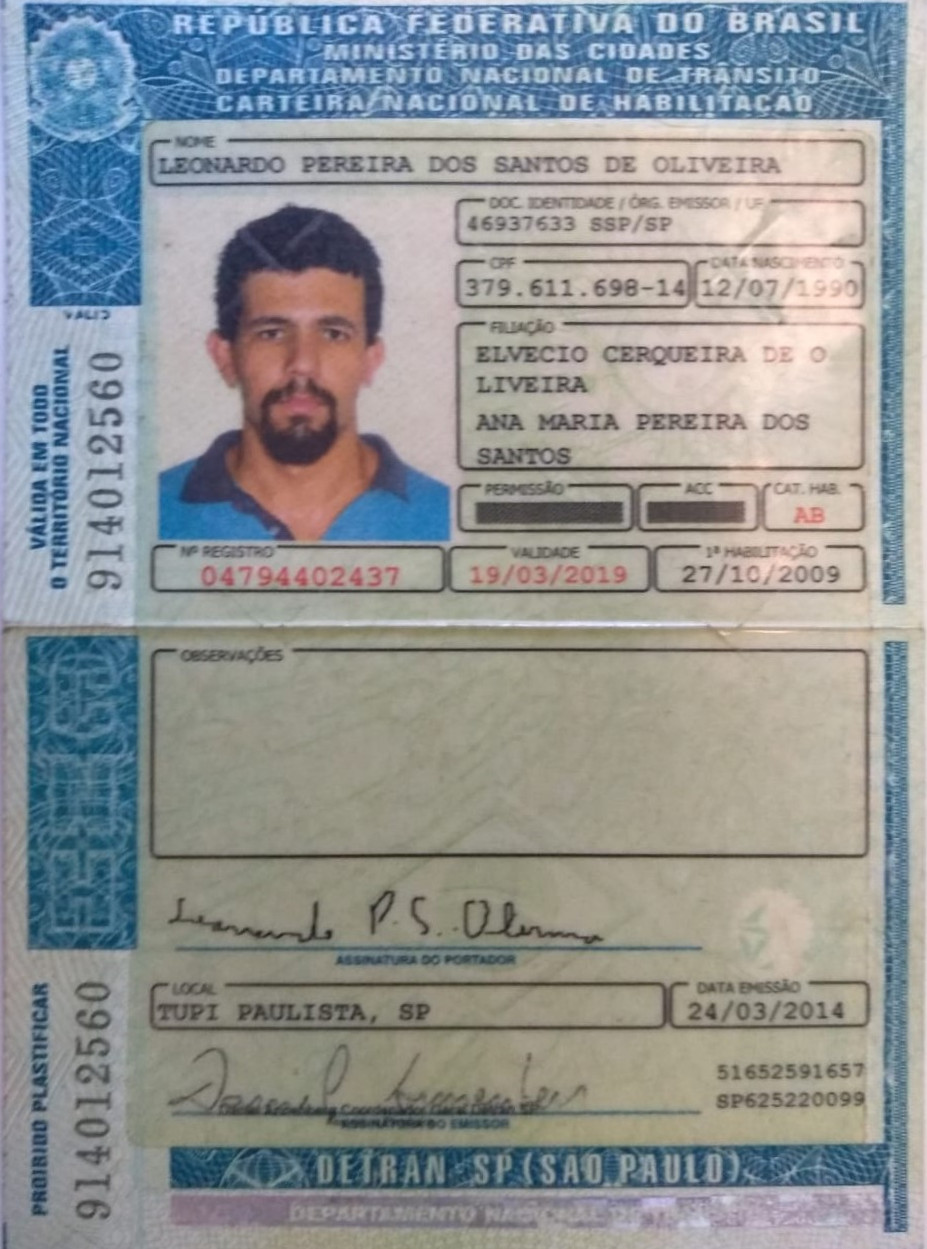 REPÚBLICA FEDERATIVA DO BRASIL
MINISTÉRIO DAS CIDADES
DEPARTAMENTO NACIONAL DE TRÂNSITO
CARTEIRA NACIONAL DE HABILITAÇÃO
NOME
LEONARDO PEREIRA DOS SANTOS DE OLIVEIRA
DOC. IDENTIDADE / ÓRG. EMISSOR / UF
46937633 SSP/SP
CPF
DATA NASCIMENTO
379.611.698-14
12/07/1990
FILIAÇÃO
ELVECIO CERQUEIRA DE O
LIVEIRA
ANA MARIA PEREIRA DOS
SANTOS
PERMISSÃO
ACC
CAT. HAB.
AB
Nº REGISTRO
VALIDADE
1ª HABILITAÇÃO
04794402437
19/03/2019
27/10/2009
VÁLIDA EM TODO
O TERRITÓRIO NACIONAL
914012560
OBSERVAÇÕES
Leonardo P. S. Oliveira
ASSINATURA DO PORTADOR
LOCAL
DATA EMISSÃO
TUPI PAULISTA, SP
24/03/2014
51652591657
SP625220099
ASSINATURA DO EMISSOR
PROIBIDO PLASTIFICAR
914012560
DETRAN SP (SÃO PAULO)
DEPARTAMENTO NACIONAL DE